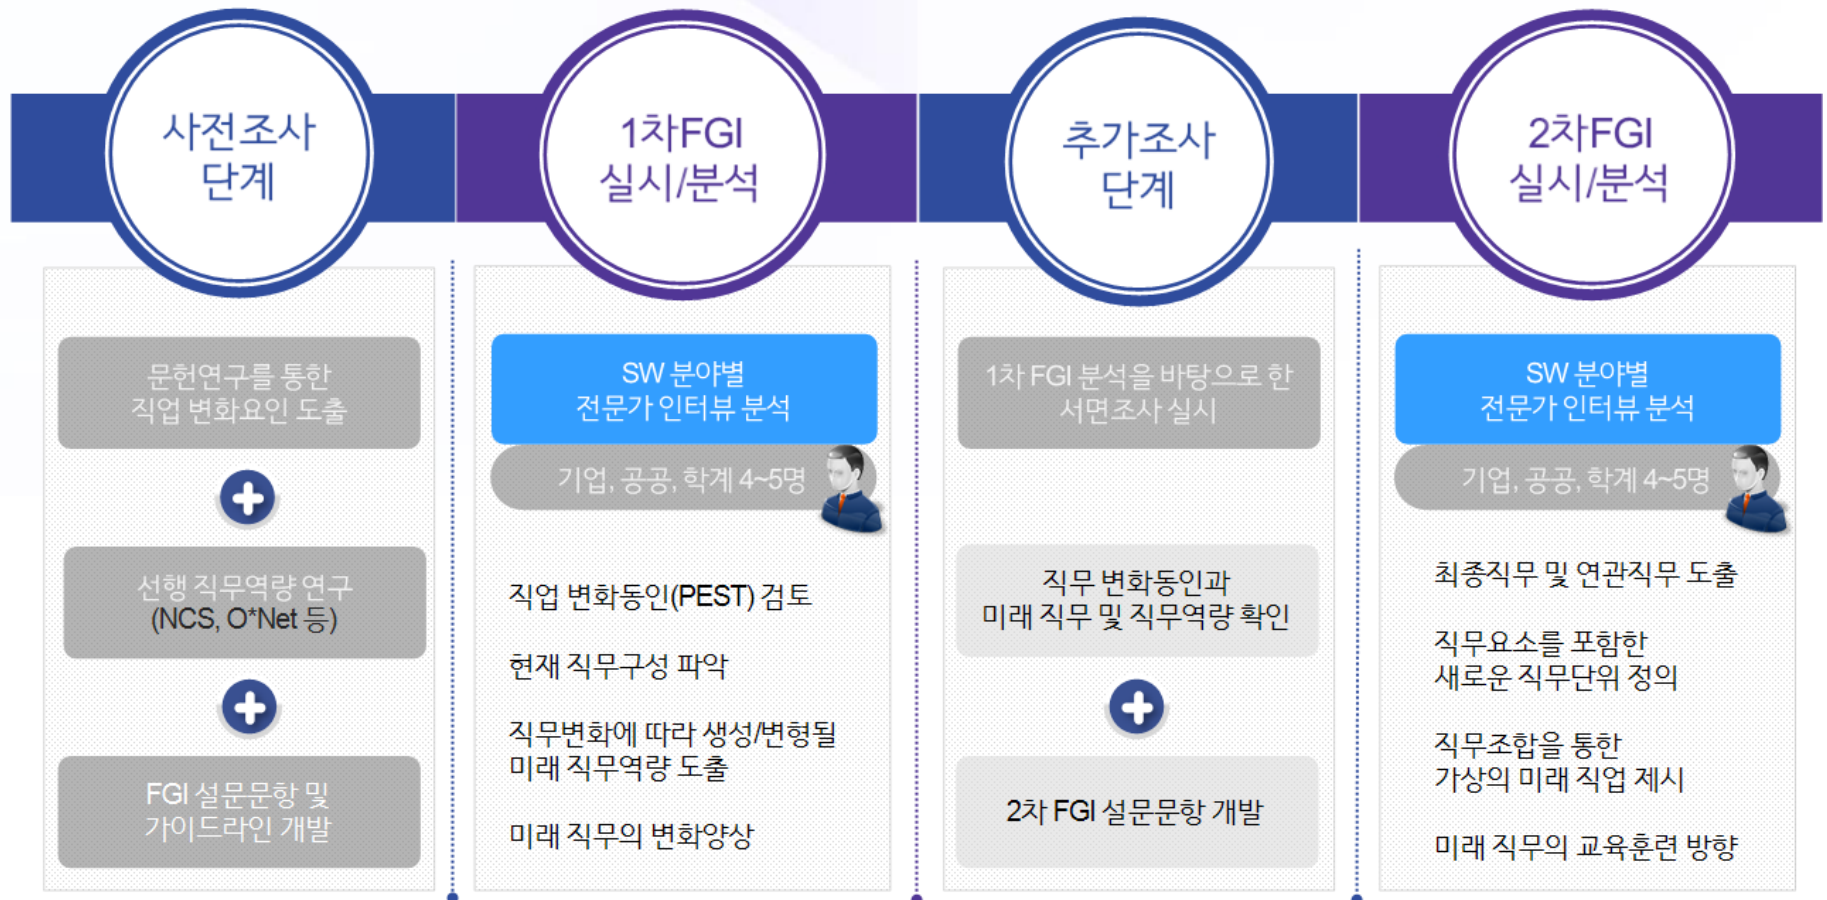 사전조사
단계
1차FGI
실시/분석
추가조사
단계
2차FGI
실시/분석
문헌연구를 통한
직업 변화요인 도출
선행 직무역량 연구
(NCS, O*Net 등)
FGI 설문문항 및
가이드라인 개발
SW 분야별
전문가 인터뷰 분석
기업, 공공, 학계 4~5명
직업 변화동인(PEST) 검토
현재 직무구성 파악
직무변화에 따라 생성/변형될
미래 직무역량 도출
미래 직무의 변화양상
1차 FGI 분석을 바탕으로 한
서면조사 실시
직무 변화동인과
미래 직무 및 직무역량 확인
2차 FGI 설문문항 개발
SW 분야별
전문가 인터뷰 분석
기업, 공공, 학계 4~5명
최종직무 및 연관직무 도출
직무요소를 포함한
새로운 직무단위 정의
직무조합을 통한
가상의 미래 직업 제시
미래 직무의 교육훈련 방향